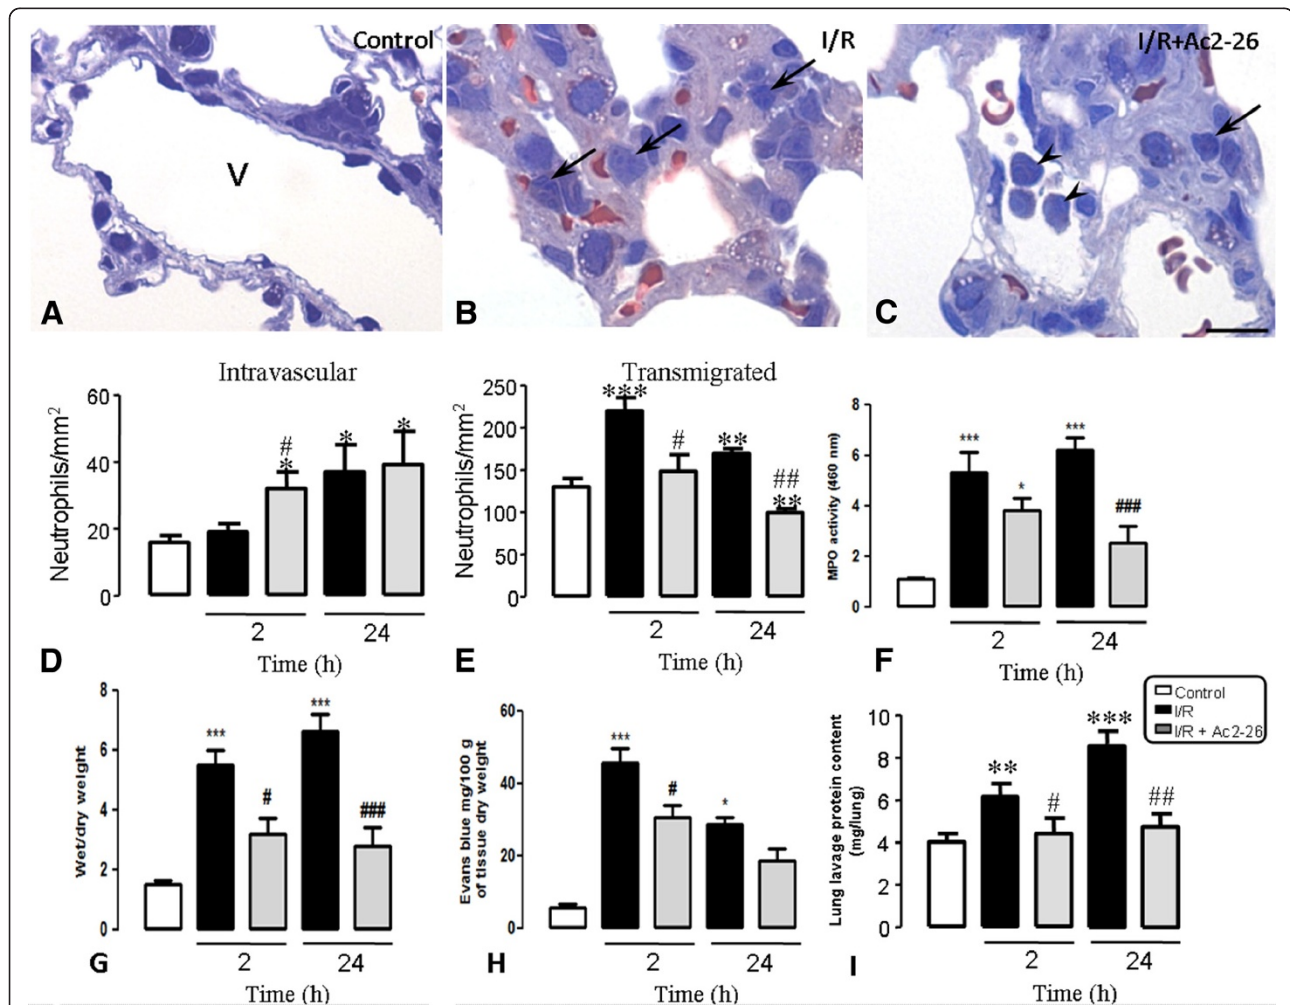 Control
V
A
I/R
B
I/R+Ac2-26
C
Intravascular
Neutrophils/mm²
60
40
20
0
#
*
*
*
2
24
Time (h)
D
Transmigrated
Neutrophils/mm²
250
200
150
100
50
0
***
#
**
##
**
2
24
Time (h)
E
MPO activity (460 nm)
8
6
4
2
0
***
*
***
###
2
24
Time (h)
F
Wet/dry weight
8
6
4
2
0
***
#
***
###
2
24
Time (h)
G
Evans blue mg/100 g
of tissue dry weight
60
40
20
0
***
#
*
2
24
Time (h)
H
Control
I/R
I/R + Ac2-26
Lung lavage protein content
(mg/lung)
10
8
6
4
2
0
**
#
***
##
2
24
Time (h)
I